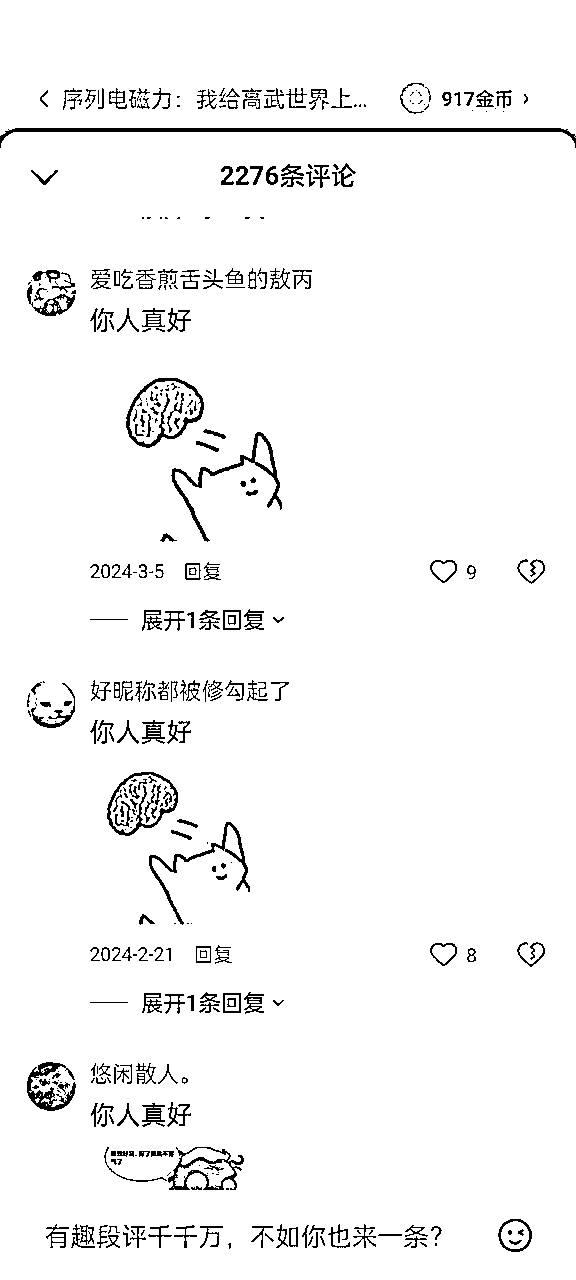 序列电磁力：我给高武世界上...
917金币
2276条评论
爱吃香煎舌头鱼的敖丙
你人真好
2024-3-5 回复
9
展开1条回复
好昵称都被修勾起了
你人真好
2024-2-21 回复
8
展开1条回复
悠闲散人。
你人真好
有趣段评千千万，不如你也来一条？